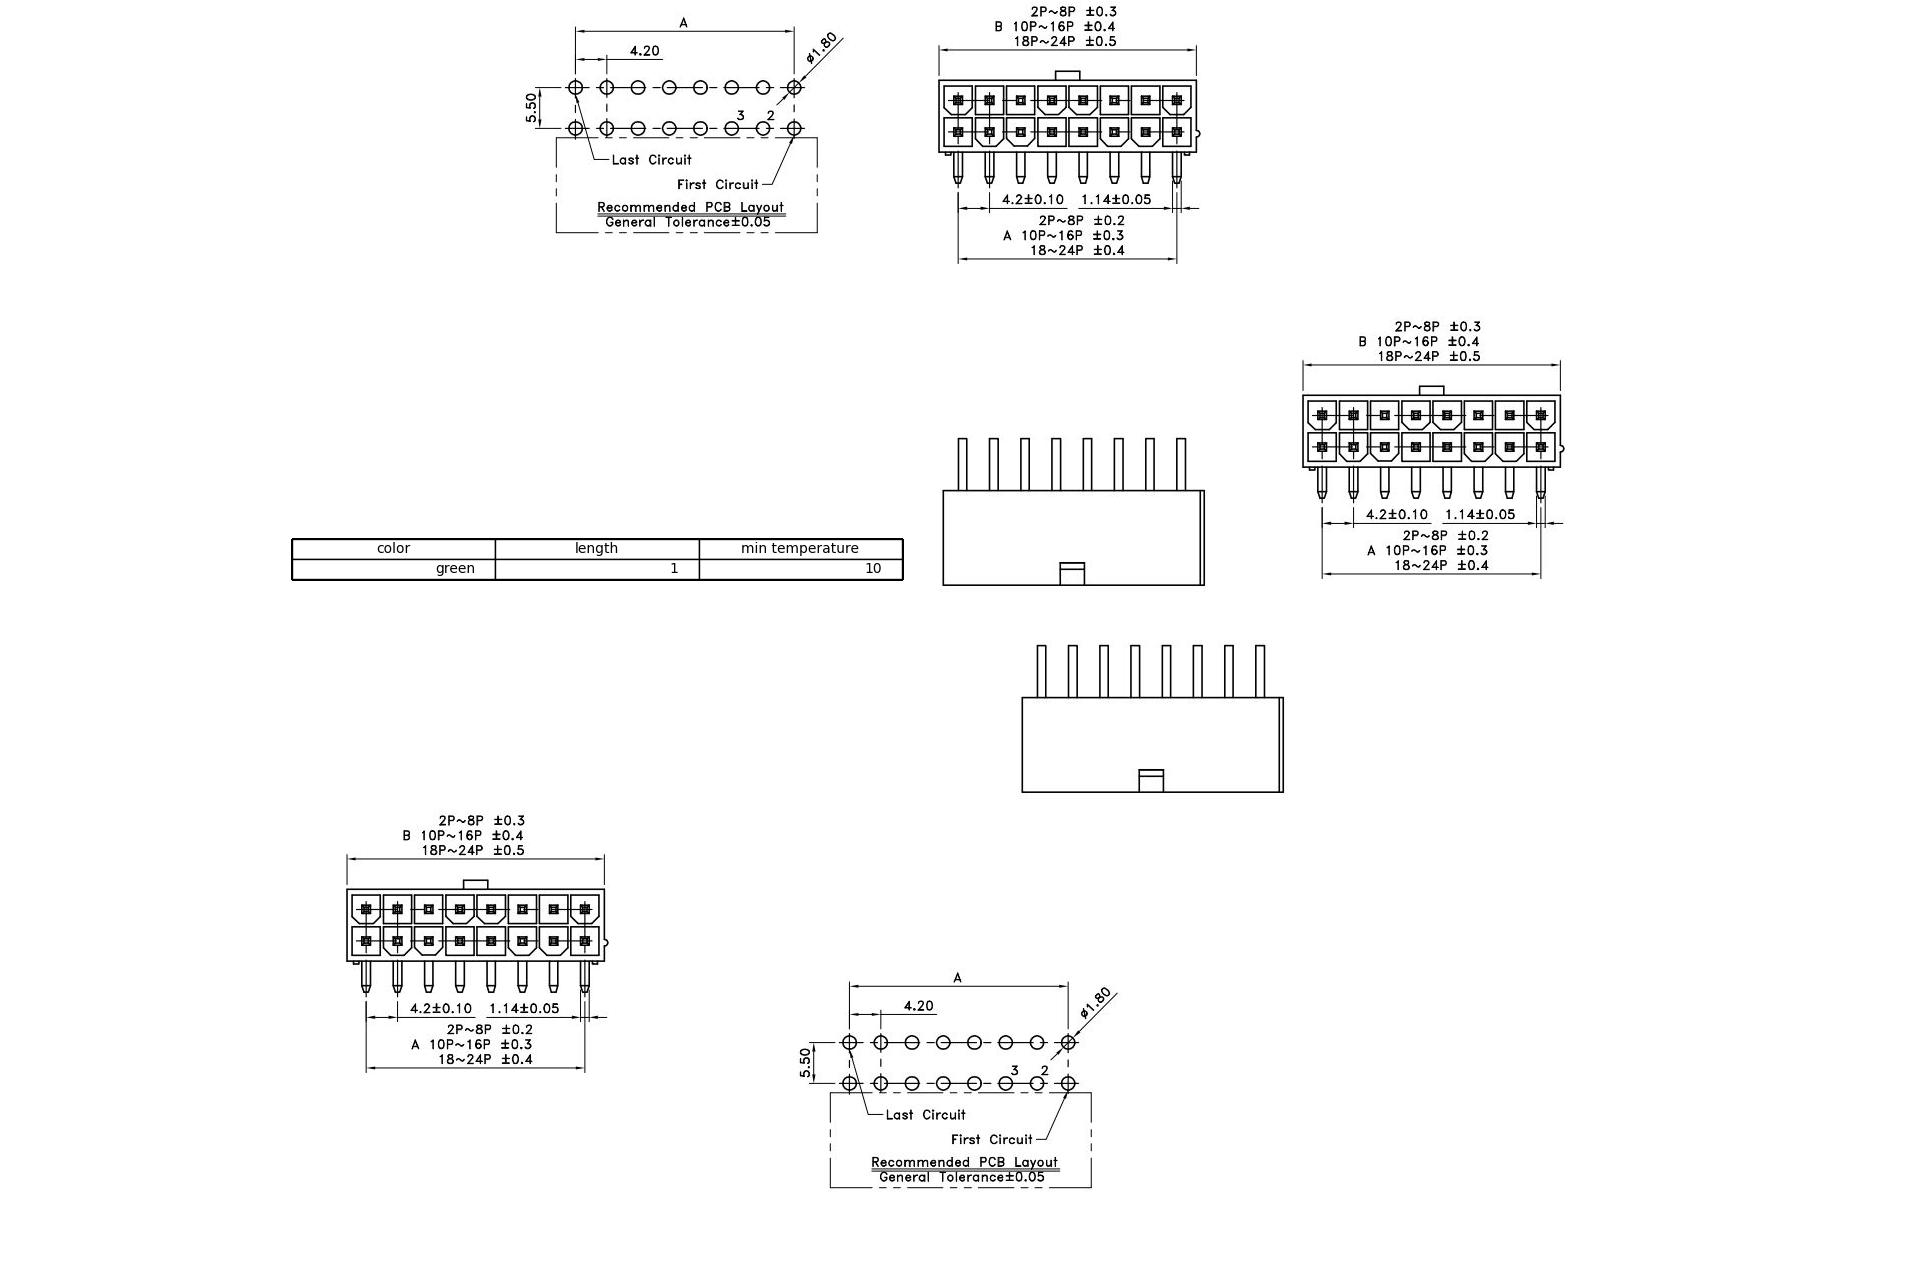 A
4.20
ø1.80
5.50
3 2
Last Circuit
First Circuit
Recommended PCB Layout
General Tolerance±0.05
2P~8P ±0.3
B 10P~16P ±0.4
18P~24P ±0.5
4.2±0.10 1.14±0.05
2P~8P ±0.2
A 10P~16P ±0.3
18~24P ±0.4
2P~8P ±0.3
B 10P~16P ±0.4
18P~24P ±0.5
4.2±0.10 1.14±0.05
2P~8P ±0.2
A 10P~16P ±0.3
18~24P ±0.4
color length min temperature
green 1 10
2P~8P ±0.3
B 10P~16P ±0.4
18P~24P ±0.5
4.2±0.10 1.14±0.05
2P~8P ±0.2
A 10P~16P ±0.3
18~24P ±0.4
A
4.20
ø1.80
5.50
3 2
Last Circuit
First Circuit
Recommended PCB Layout
General Tolerance±0.05